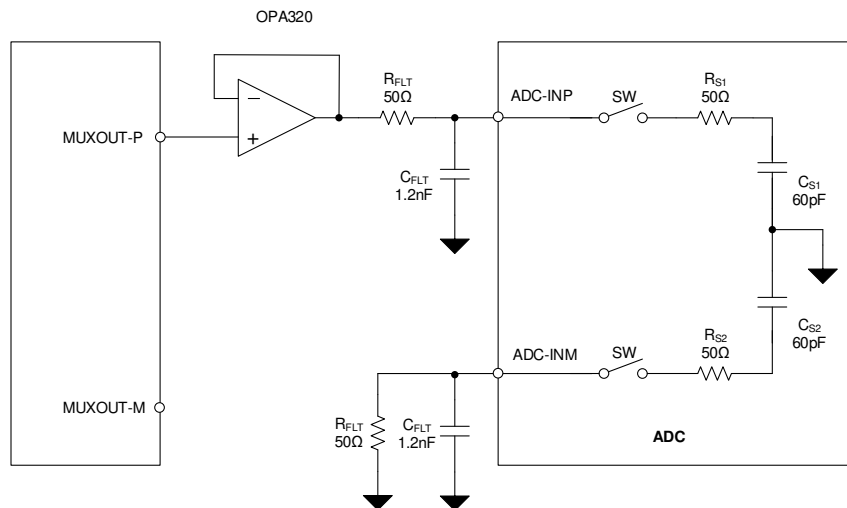 OPA320
MUXOUT-P
−
+
R_FLT
50Ω
C_FLT
1.2nF
ADC-INP
SW
R_S1
50Ω
C_S1
60pF
C_S2
60pF
R_S2
50Ω
SW
ADC-INM
MUXOUT-M
R_FLT
50Ω
C_FLT
1.2nF
ADC